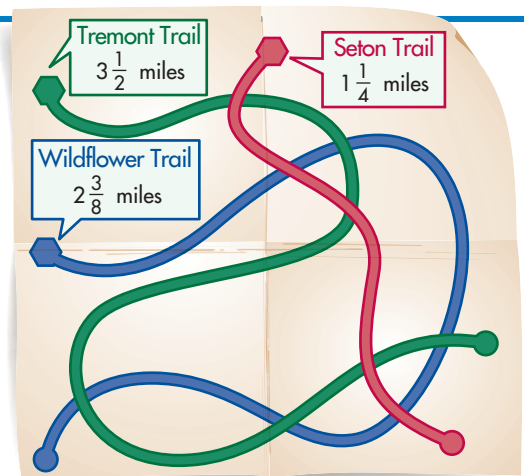 Tremont Trail
3 1/2 miles
Seton Trail
1 1/4 miles
Wildflower Trail
2 3/8 miles